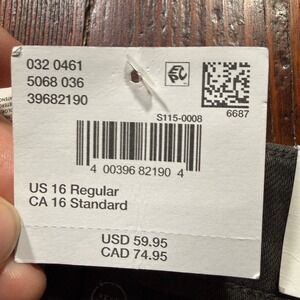 032 0461
5068 036
39682190
6687
S115-0008
4 00396 82190 4
US 16 Regular
CA 16 Standard
USD 59.95
CAD 74.95